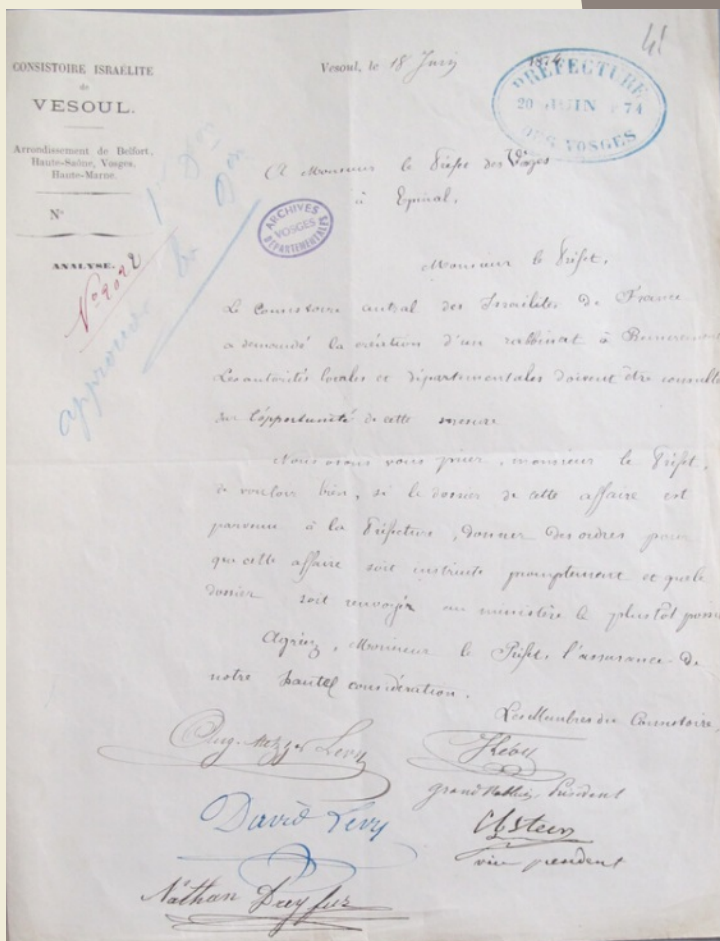 41
CONSISTOIRE ISRAÉLITE
de
VESOUL.
Arrondissement de Belfort,
Haute-Saône, Vosges,
Haute-Marne.
N°
ANALYSE.
Vesoul, le 18 Juin 1874
PRÉFECTURE
20 JUIN 74
DES VOSGES
N° 2022
approuvé
A Monsieur le Préfet des Vosges
à Epinal.
ARCHIVES
VOSGES
DÉPARTEMENTALES
Monsieur le Préfet,
Le Consistoire central des Israélites de France
a demandé la création d'un rabbinat à
Les autorités locales et départementales doivent être
sur l'opportunité de cette mesure
Nous osons vous prier, monsieur le Préfet,
de vouloir bien, si le dossier de cette affaire est
parvenu à la Préfecture, donner des ordres pour
que cette affaire soit instruite promptement et que le
dossier soit renvoyé au ministère le plus tôt
Agréez, Monsieur le Préfet, l'assurance de
notre haute considération.
Les Membres du Consistoire,
Levy
grand Rabbin, Président
David Levy
vice président
Nathan Dreyfus